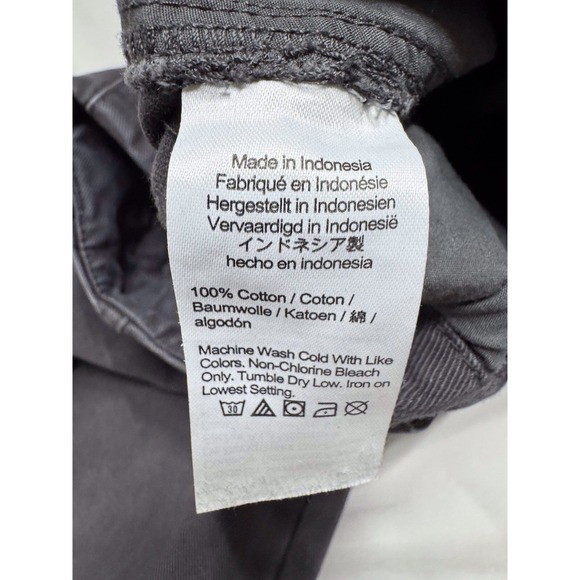 Made in Indonesia
Fabriqué en Indonésie
Hergestellt in Indonesien
Vervaardigd in Indonesië
インドネシア製
hecho en indonesia
100% Cotton / Coton /
Baumwolle / Katoen / 綿 /
algodón
Machine Wash Cold With Like
Colors. Non-Chlorine Bleach
Only. Tumble Dry Low. Iron on
Lowest Setting.
30